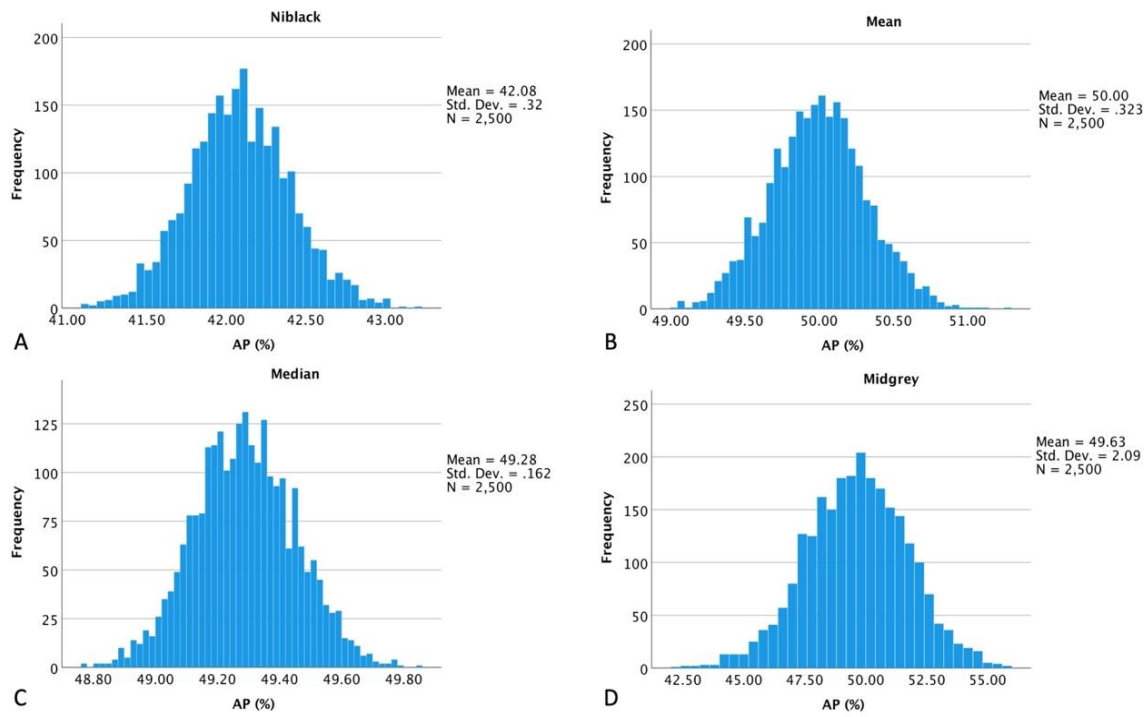 Niblack
200
150
100
50
0
Frequency
41.00 41.50 42.00 42.50 43.00
AP (%)
Mean = 42.08
Std. Dev. = .32
N = 2,500
A
Mean
200
150
100
50
0
Frequency
49.00 49.50 50.00 50.50 51.00
AP (%)
Mean = 50.00
Std. Dev. = .323
N = 2,500
B
Median
125
100
75
50
25
0
Frequency
48.80 49.00 49.20 49.40 49.60 49.80
AP (%)
Mean = 49.28
Std. Dev. = .162
N = 2,500
C
Midgrey
250
200
150
100
50
0
Frequency
42.50 45.00 47.50 50.00 52.50 55.00
AP (%)
Mean = 49.63
Std. Dev. = 2.09
N = 2,500
D